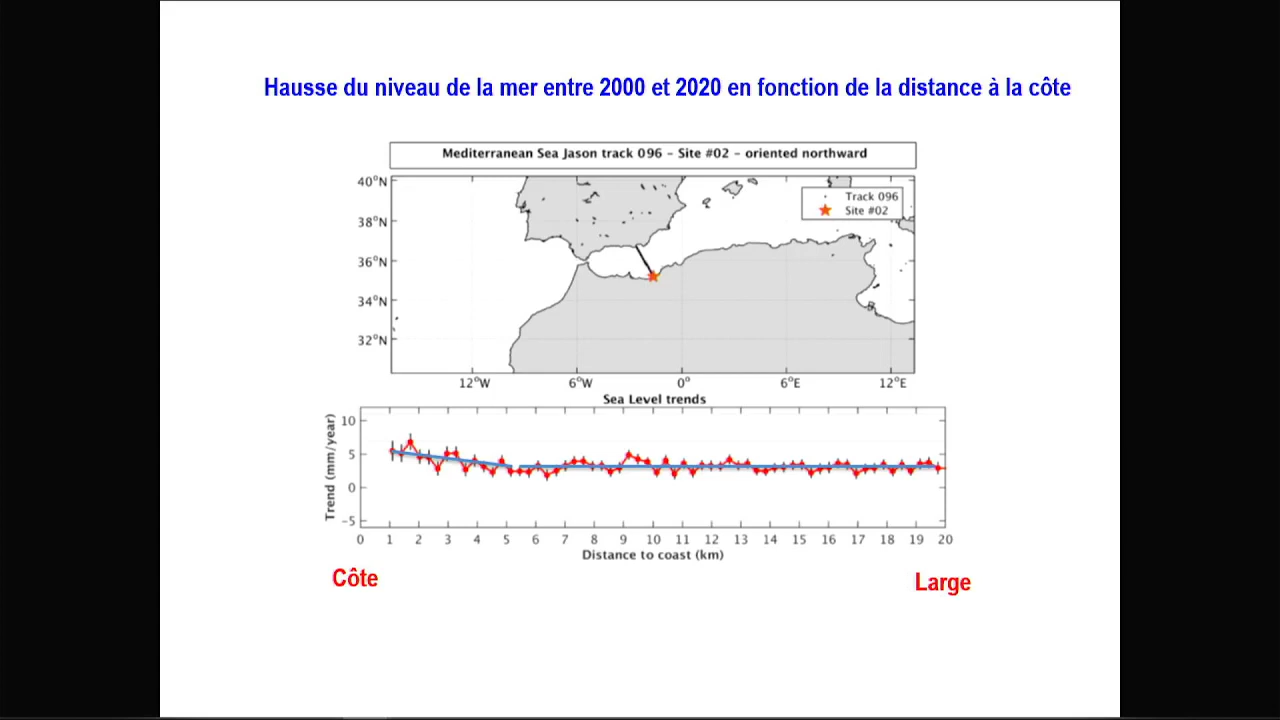 Hausse du niveau de la mer entre 2000 et 2020 en fonction de la distance à la côte
Mediterranean Sea Jason track 096 – Site #02 – oriented northward
40°N
38°N
36°N
34°N
32°N
Track 096
Site #02
12°W 6°W 0° 6°E 12°E
Sea Level trends
Trend (mm/year)
10
5
0
−5
0 1 2 3 4 5 6 7 8 9 10 11 12 13 14 15 16 17 18 19 20
Distance to coast (km)
Côte
Large